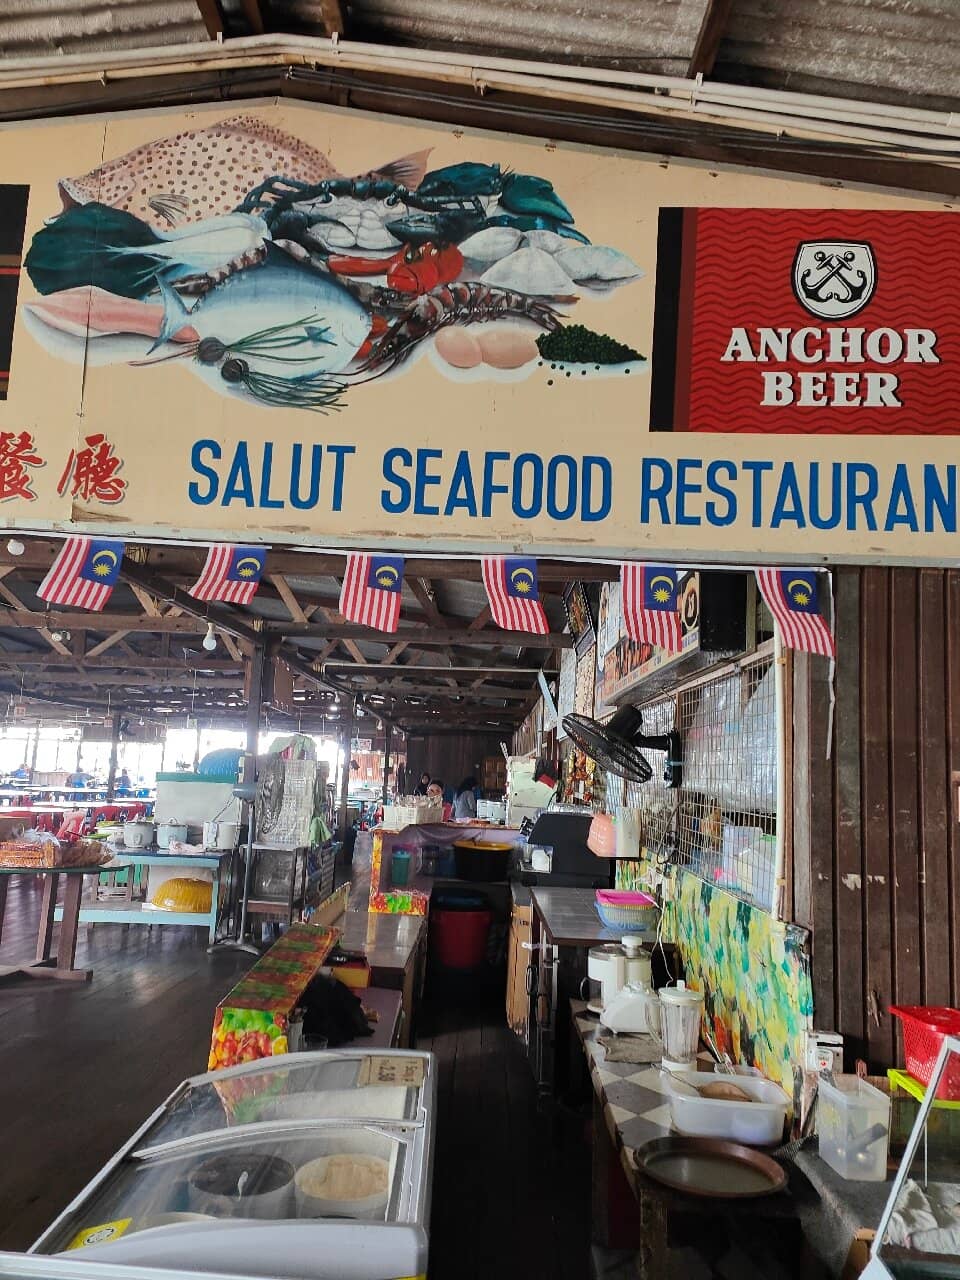 ANCHOR
BEER
餐廳 SALUT SEAFOOD RESTAURAN